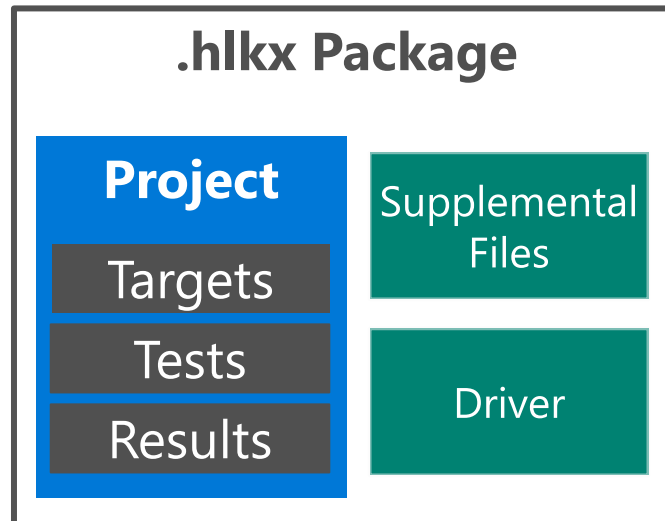 .hlkx Package
Project
Targets
Tests
Results
Supplemental
Files
Driver